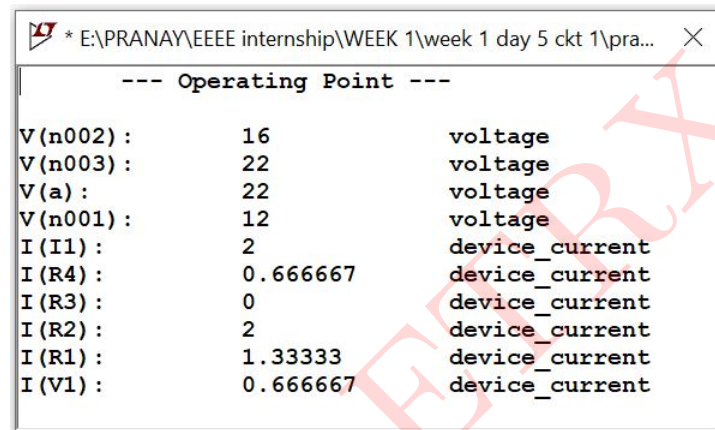 * E:\PRANAY\EEEE internship\WEEK 1\week 1 day 5 ckt 1\pra...
--- Operating Point ---
V(n002): 16 voltage
V(n003): 22 voltage
V(a): 22 voltage
V(n001): 12 voltage
I(I1): 2 device_current
I(R4): 0.666667 device_current
I(R3): 0 device_current
I(R2): 2 device_current
I(R1): 1.33333 device_current
I(V1): 0.666667 device_current
ETRX